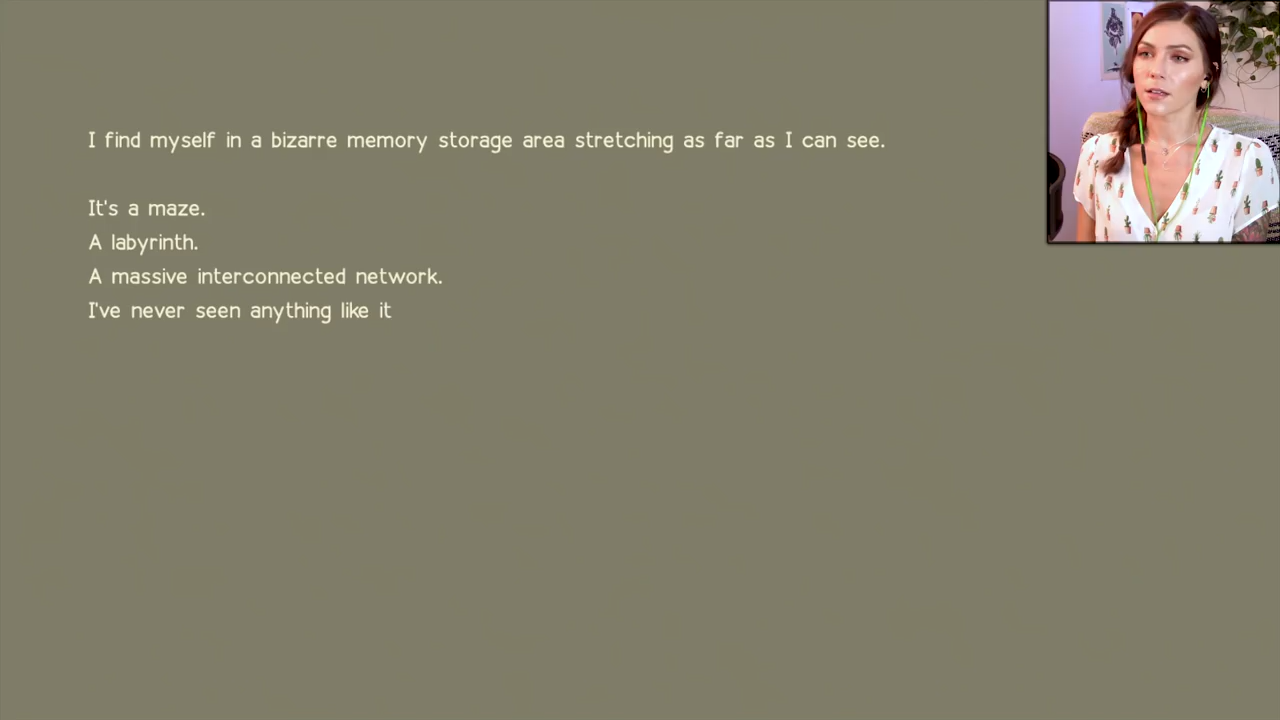 I find myself in a bizarre memory storage area stretching as far as I can see.
It's a maze.
A labyrinth.
A massive interconnected network.
I've never seen anything like it